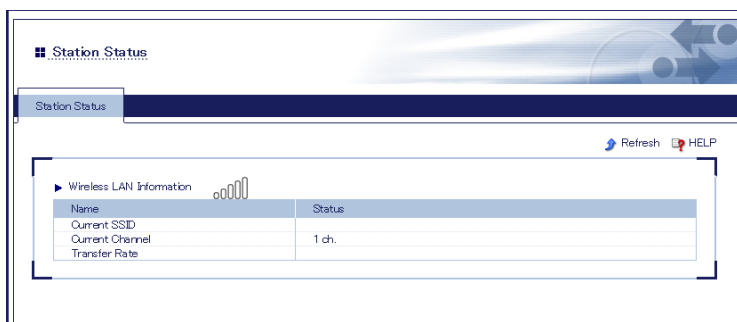 Station Status
Station Status
Refresh HELP
Wireless LAN Information
Name Status
Current SSID
Current Channel 1 ch.
Transfer Rate